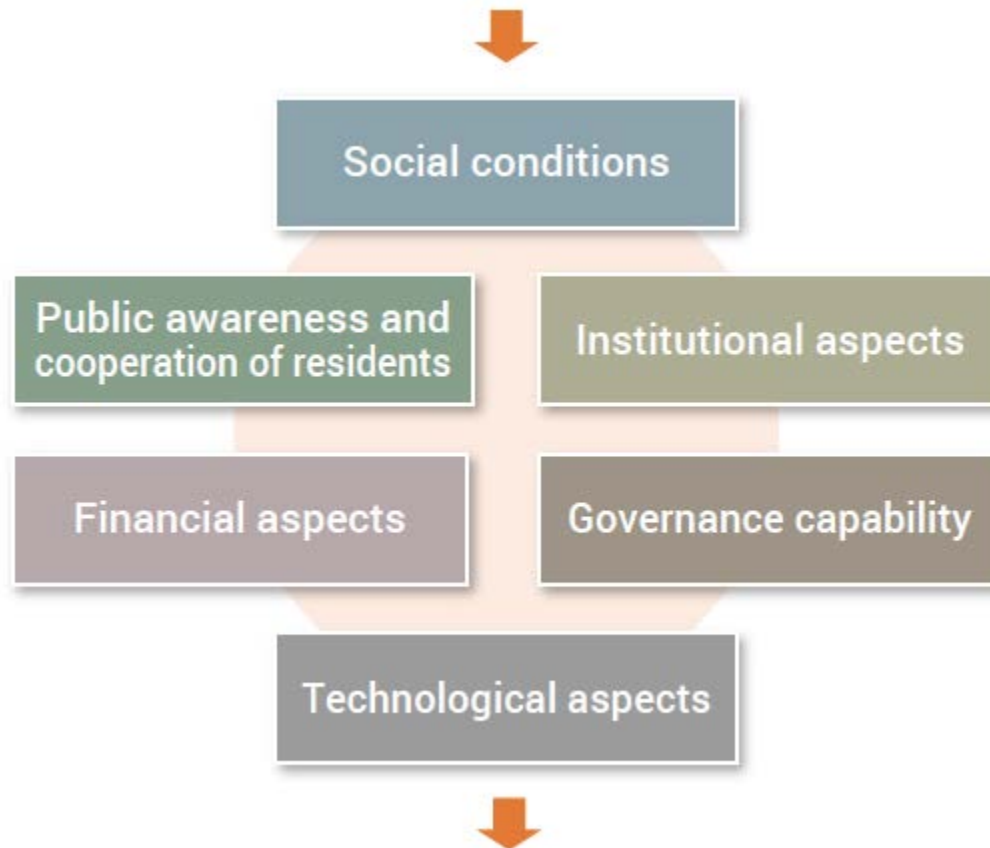 Social conditions
Public awareness and
cooperation of residents
Institutional aspects
Financial aspects
Governance capability
Technological aspects